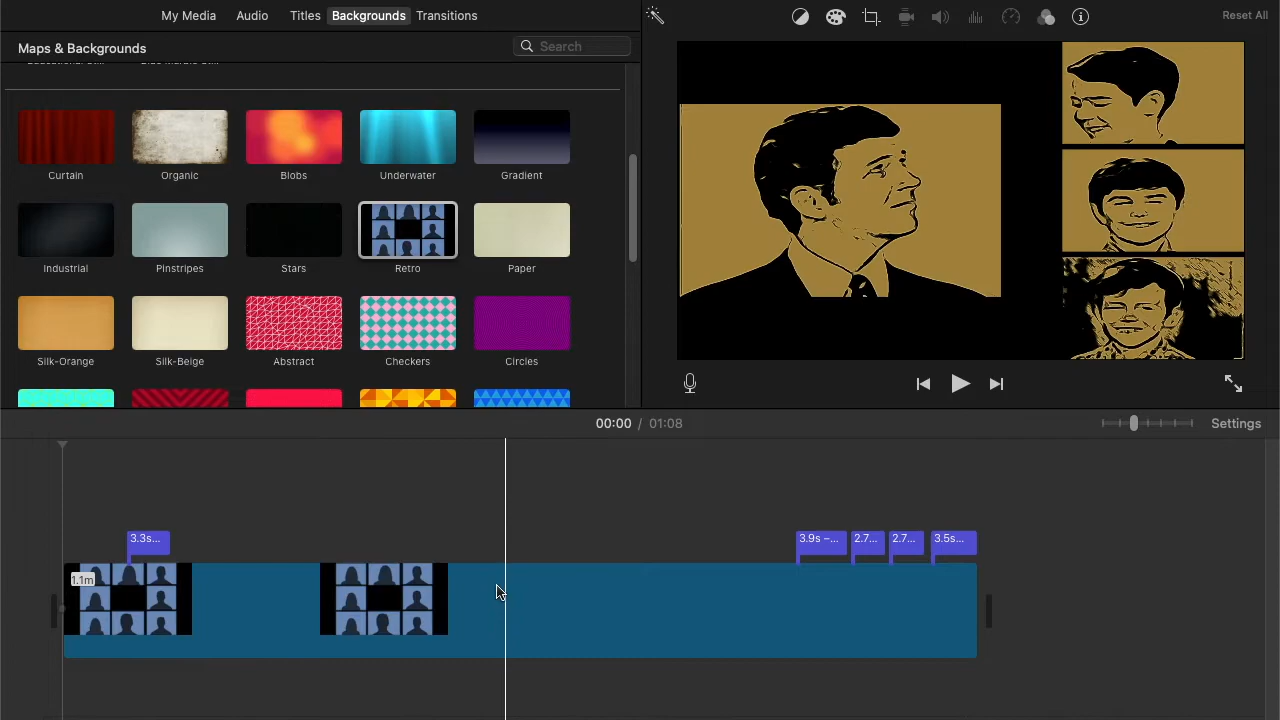 My Media Audio Titles Backgrounds Transitions
Reset All
Maps & Backgrounds
Search
Curtain Organic Blobs Underwater Gradient
Industrial Pinstripes Stars Retro Paper
Silk-Orange Silk-Beige Abstract Checkers Circles
00:00 / 01:08
Settings
3.3s... 3.9s –... 2.7... 2.7... 3.5s...
1.1m